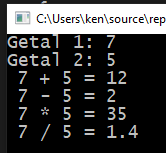 C:\Users\ken\source\rep
Getal 1: 7
Getal 2: 5
7 + 5 = 12
7 - 5 = 2
7 * 5 = 35
7 / 5 = 1.4